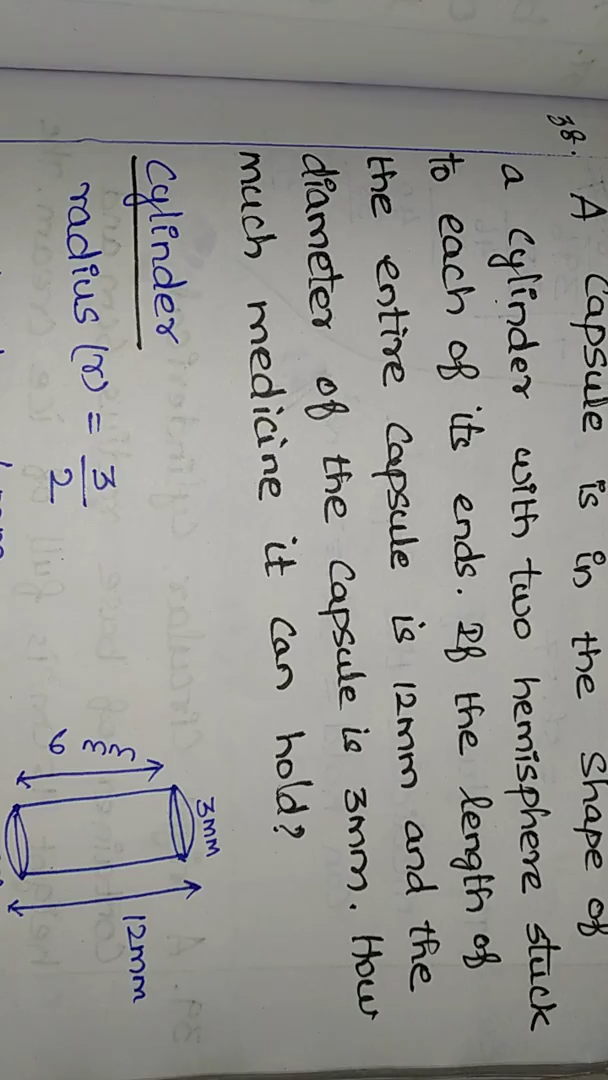 38. A Capsule is in the shape of
a cylinder with two hemisphere stuck
to each of its ends. If the length of
the entire capsule is 12mm and the
diameter of the capsule is 3mm. How
much medicine it can hold?
Cylinder
radius (r) = 3/2
3mm
12mm